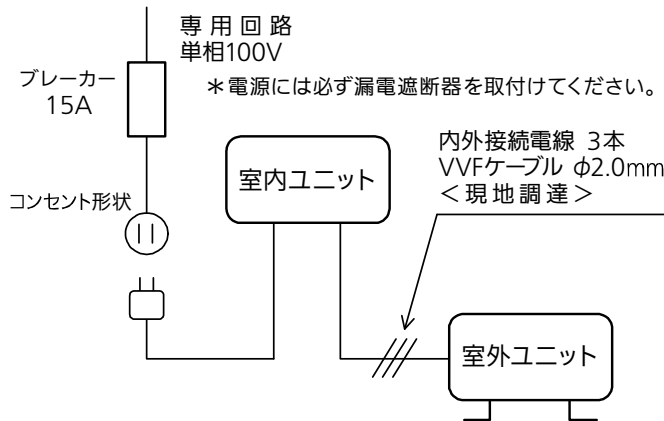 専用回路
単相100V
ブレーカー
15A
＊電源には必ず漏電遮断器を取付けてください。
内外接続電線 3本
VVFケーブル φ2.0mm
＜現地調達＞
室内ユニット
コンセント形状
室外ユニット